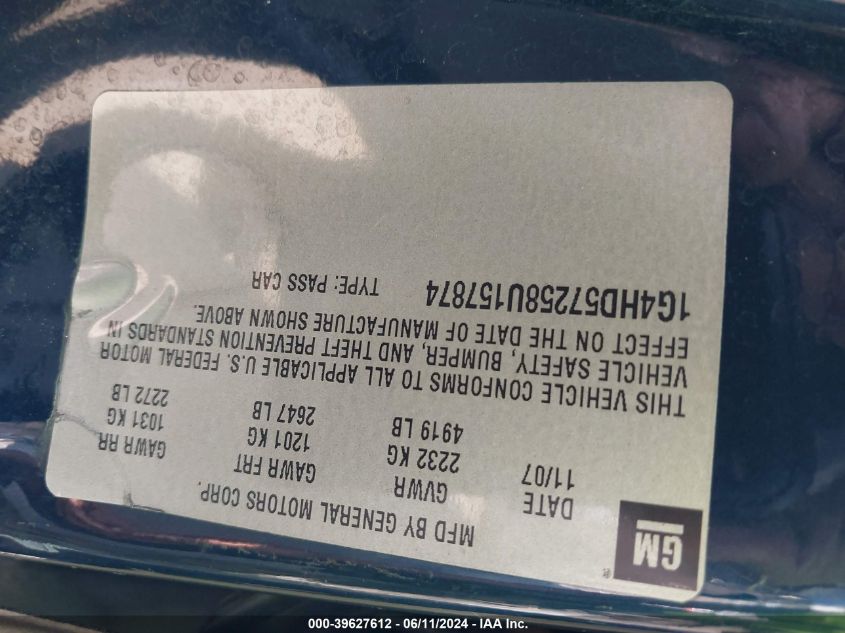 GM
®
MFD BY GENERAL MOTORS CORP.
DATE GVWR GAWR FRT GAWR RR
11/07 2232 KG 1201 KG 1031 KG
4919 LB 2647 LB 2272 LB
THIS VEHICLE CONFORMS TO ALL APPLICABLE U.S. FEDERAL MOTOR
VEHICLE SAFETY, BUMPER, AND THEFT PREVENTION STANDARDS IN
EFFECT ON THE DATE OF MANUFACTURE SHOWN ABOVE.
1G4HD57258U157874 TYPE: PASS CAR
000-39627612 - 06/11/2024 - IAA Inc.